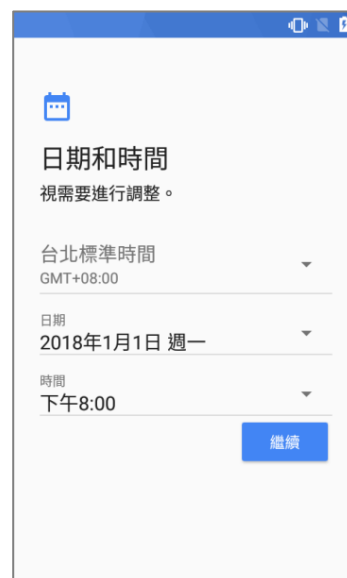 日期和時間
視需要進行調整。
台北標準時間
GMT+08:00
日期
2018年1月1日 週一
時間
下午8:00
繼續